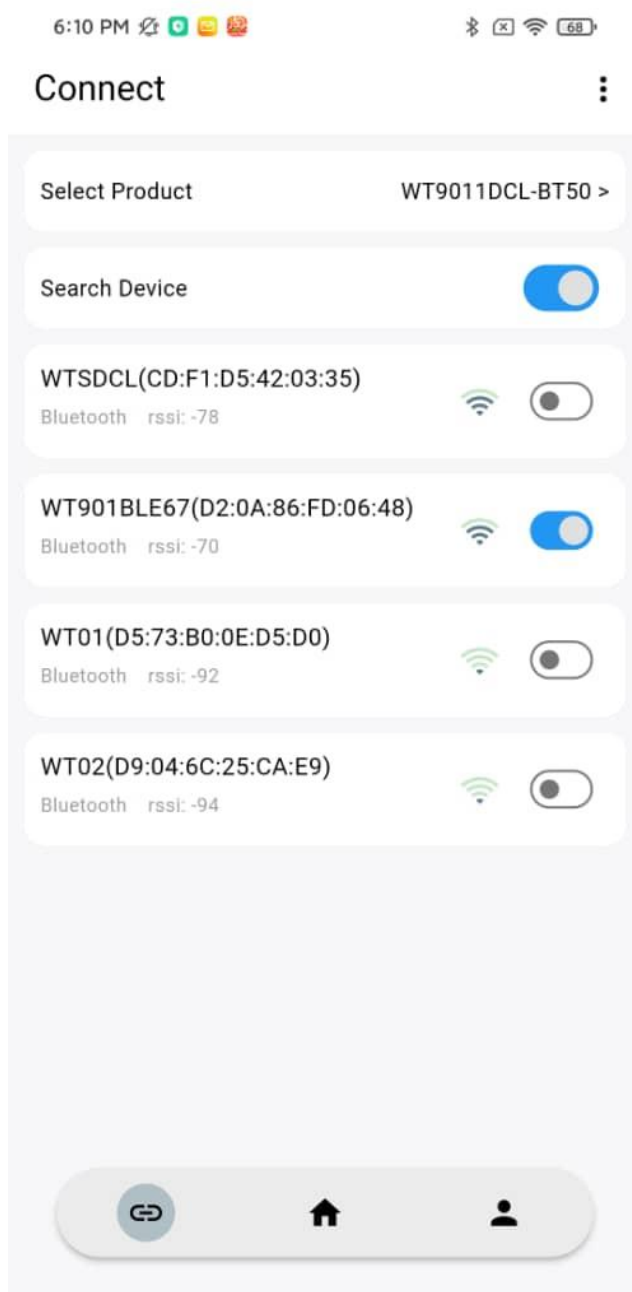 6:10 PM 68
Connect
Select Product WT9011DCL-BT50 >
Search Device
WTSDCL(CD:F1:D5:42:03:35)
Bluetooth rssi: -78
WT901BLE67(D2:0A:86:FD:06:48)
Bluetooth rssi: -70
WT01(D5:73:B0:0E:D5:D0)
Bluetooth rssi: -92
WT02(D9:04:6C:25:CA:E9)
Bluetooth rssi: -94